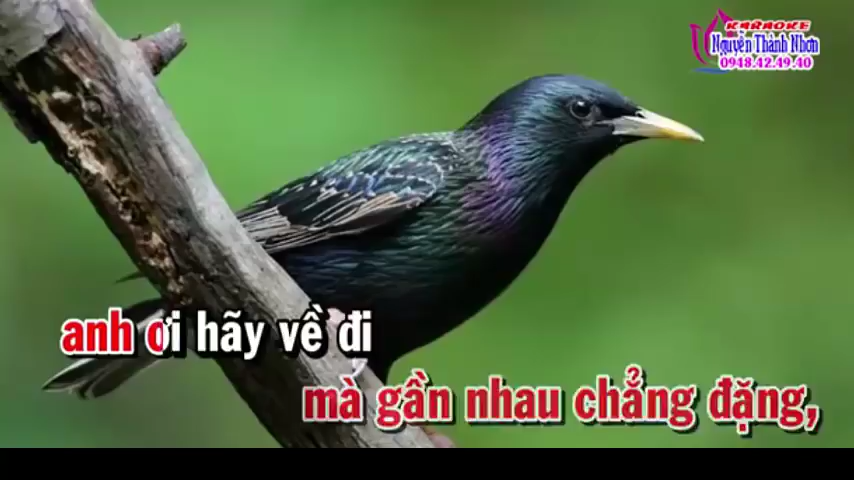 KARAOKE
Nguyễn Thành Nhơn
0948.42.49.40
anh ơi hãy về đi
mà gần nhau chẳng đặng,